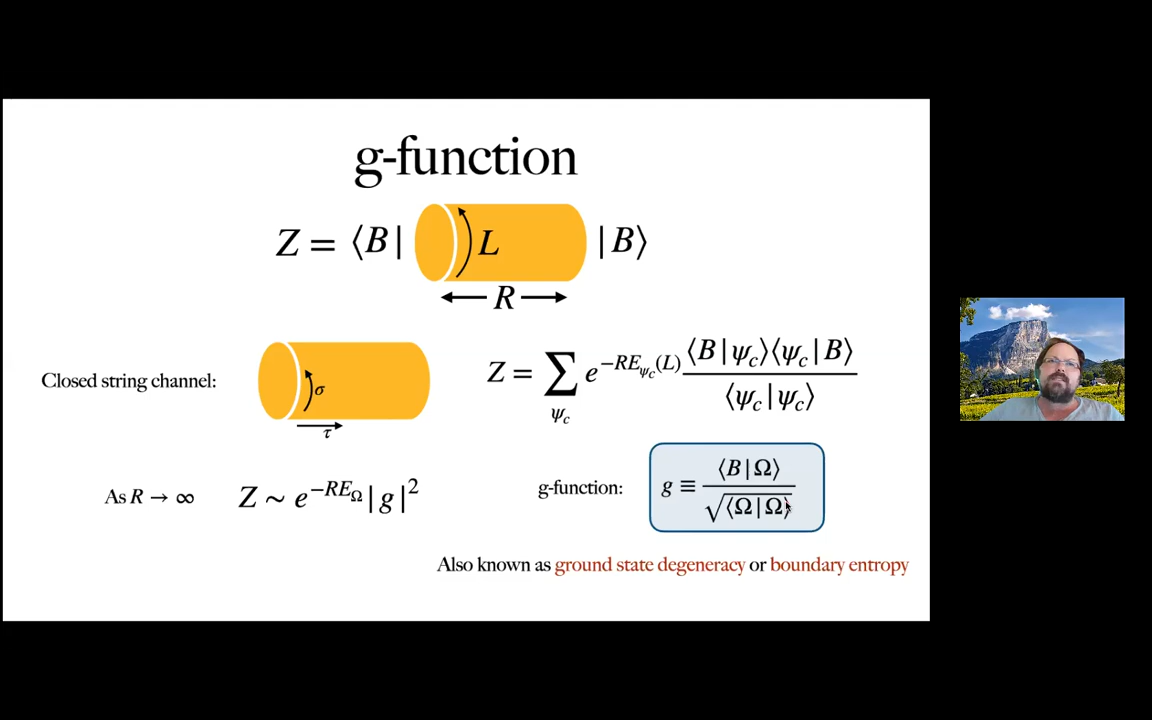 g-function
Z = ⟨B| L |B⟩
R
Closed string channel: σ τ Z = ∑_{ψ_c} e^{−RE_{ψ_c}(L)} ⟨B|ψ_c⟩⟨ψ_c|B⟩ / ⟨ψ_c|ψ_c⟩
As R → ∞ Z ∼ e^{−RE_Ω}|g|² g-function: g ≡ ⟨B|Ω⟩ / √⟨Ω|Ω⟩
Also known as ground state degeneracy or boundary entropy